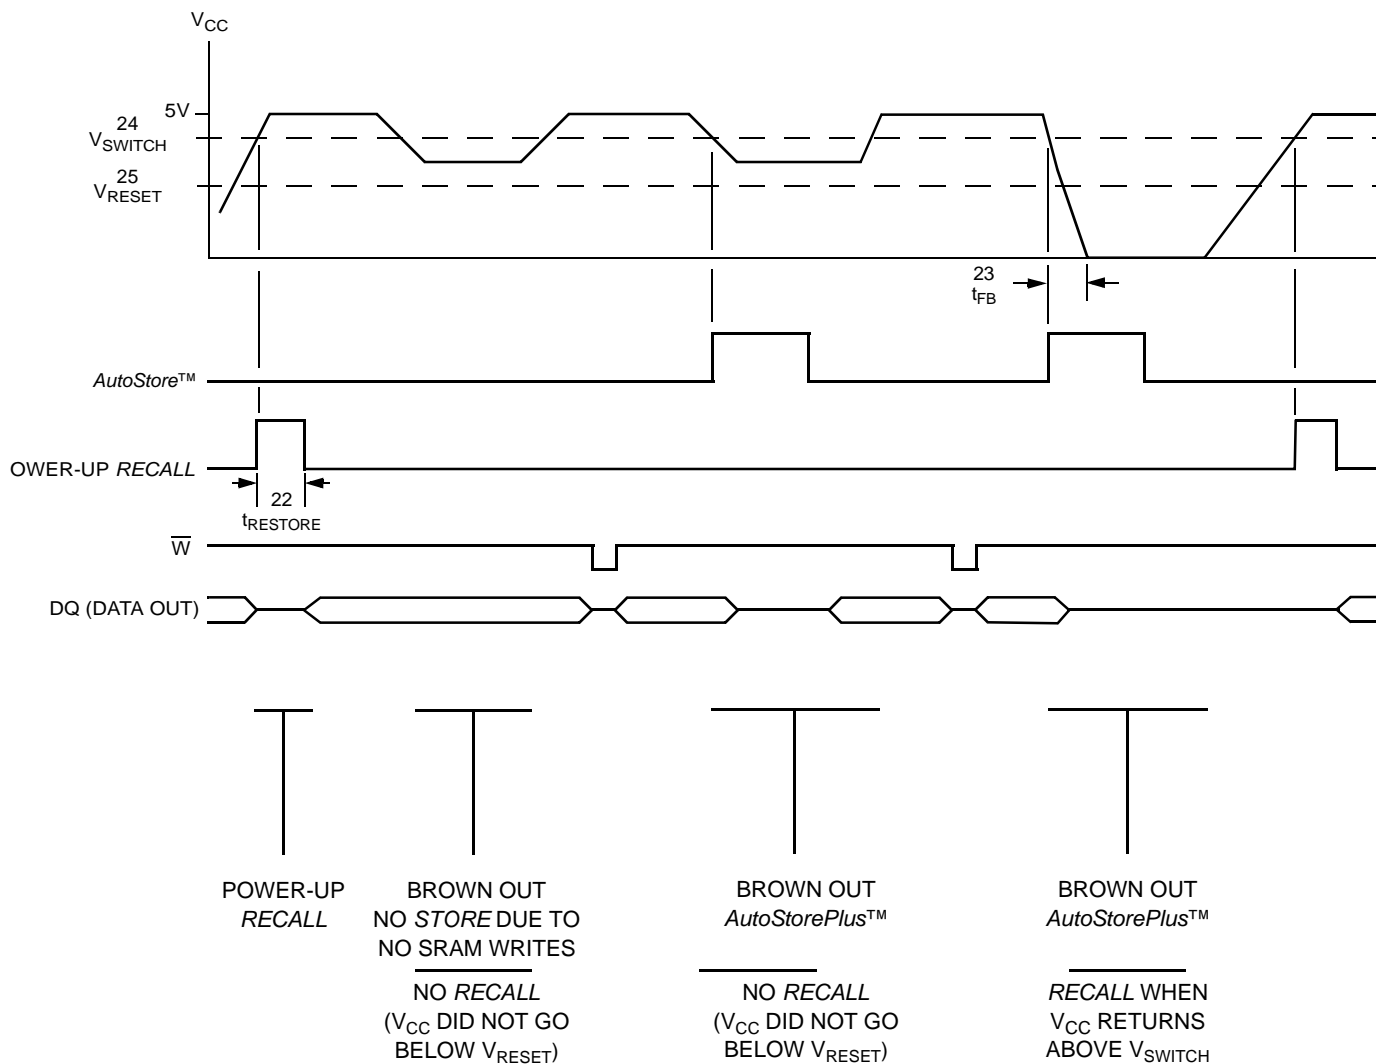 VCC
5V
24
VSWITCH
25
VRESET
23
tFB
AutoStore™
OWER-UP RECALL
22
tRESTORE
W
DQ (DATA OUT)
POWER-UP
RECALL
BROWN OUT
NO STORE DUE TO
NO SRAM WRITES
NO RECALL
(VCC DID NOT GO
BELOW VRESET)
BROWN OUT
AutoStorePlus™
NO RECALL
(VCC DID NOT GO
BELOW VRESET)
BROWN OUT
AutoStorePlus™
RECALL WHEN
VCC RETURNS
ABOVE VSWITCH